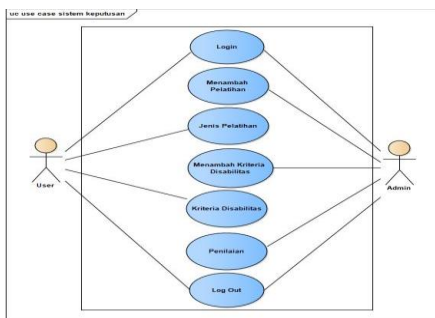 uc use case sistem keputusan
Login
Menambah
Pelatihan
Jenis Pelatihan
Menambah Kriteria
Disabilitas
Kriteria Disabilitas
Penilaian
Log Out
User
Admin